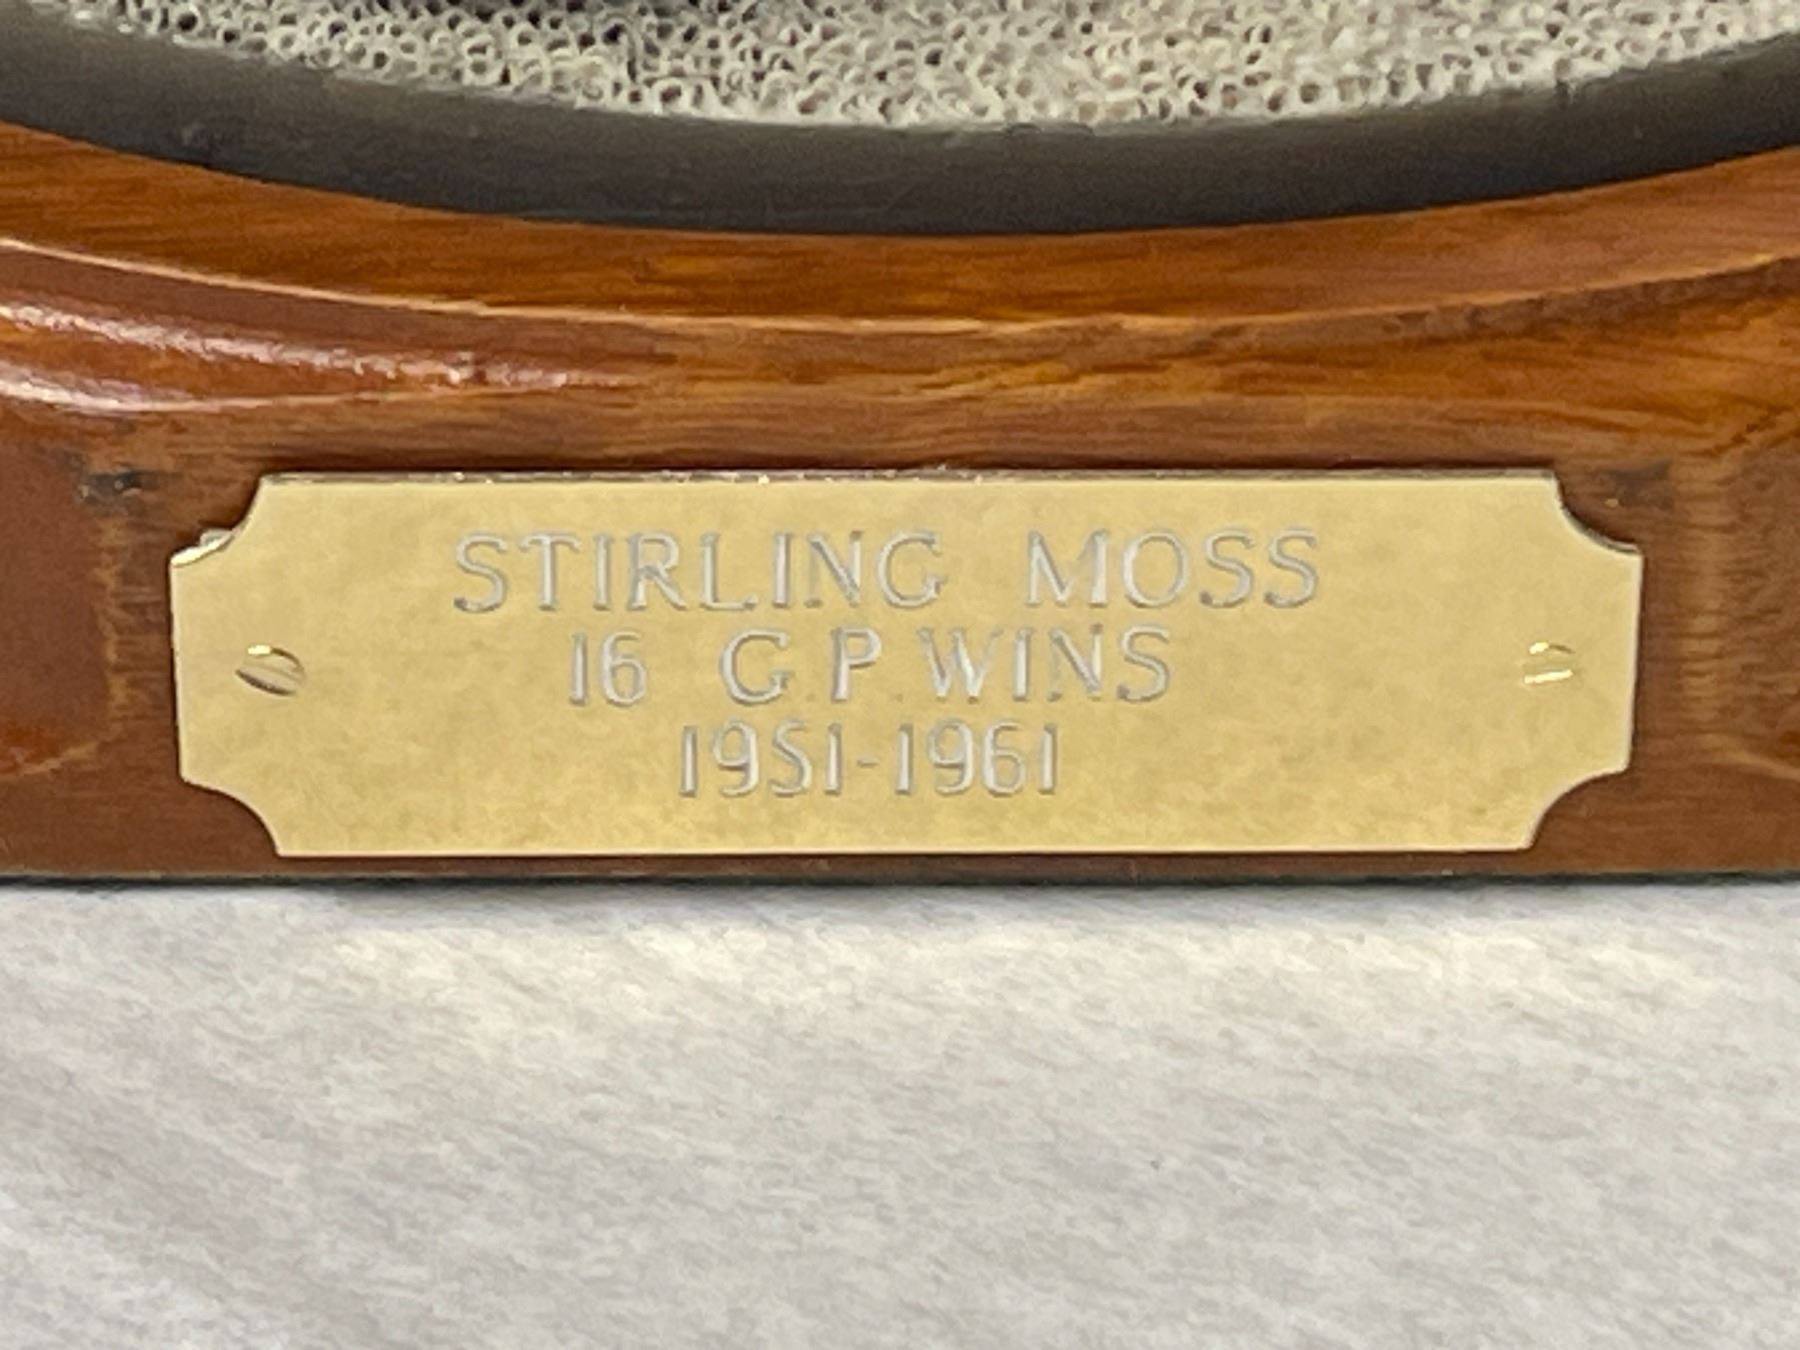 STIRLING MOSS
16 G.P. WINS
1951-1961